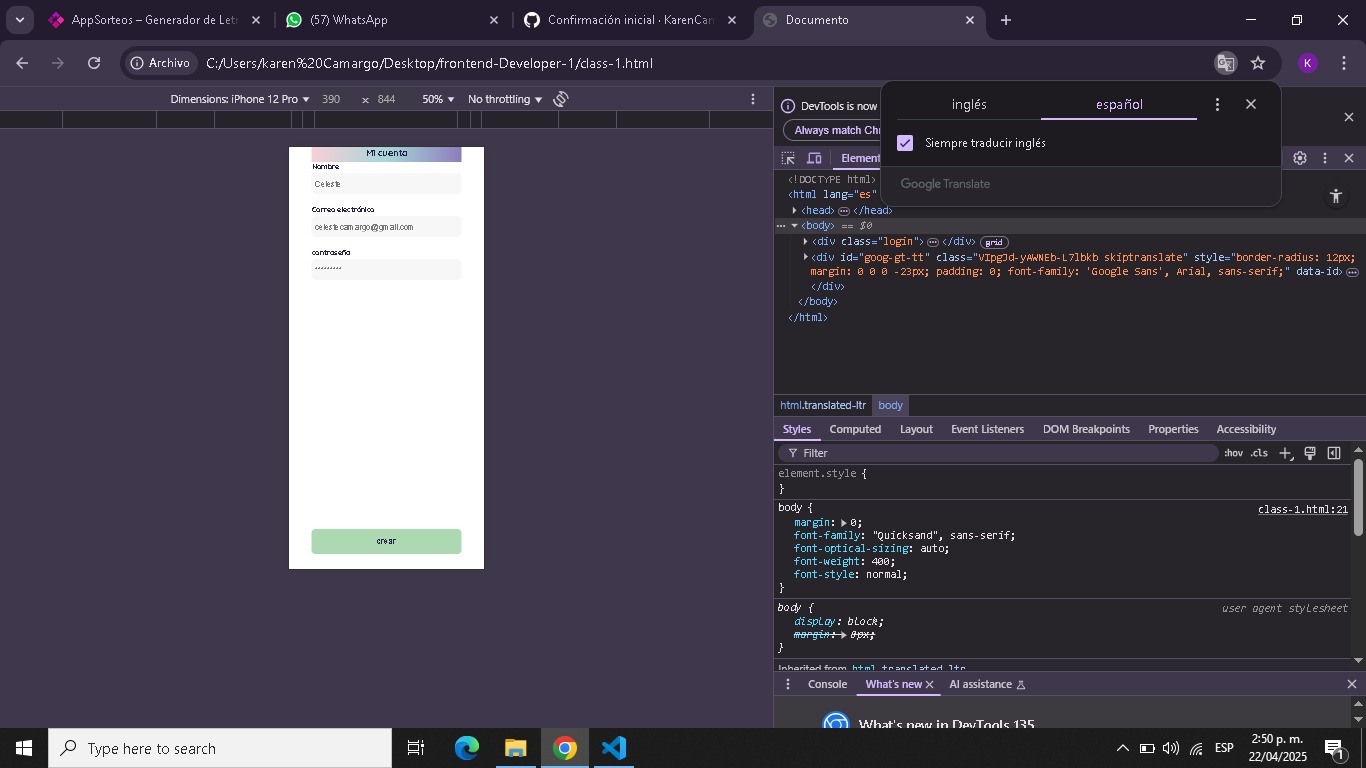 AppSorteos – Generador de Let
(57) WhatsApp
Confirmación inicial · KarenCan
Documento
Archivo
C:/Users/karen%20Camargo/Desktop/frontend-Developer-1/class-1.html
K
inglés
español
Siempre traducir inglés
Google Translate
Dimensions: iPhone 12 Pro
390
x
844
50%
No throttling
DevTools is now
Always match Chr
Mi cuenta
Nombre
Celeste
Correo electrónico
celestecamargo@gmail.com
contraseña
*********
crear
Element
<!DOCTYPE html>
<html lang="es"
<head> ••• </head>
••• <body> == $0
<div class="login"> ••• </div> grid
<div id="goog-gt-tt" class="VIpgJd-yAWNEb-L7lbkb skiptranslate" style="border-radius: 12px;
margin: 0 0 0 -23px; padding: 0; font-family: 'Google Sans', Arial, sans-serif;" data-id> •••
</div>
</body>
</html>
html.translated-ltr body
Styles Computed Layout Event Listeners DOM Breakpoints Properties Accessibility
Filter
:hov .cls
element.style {
}
body {
class-1.html:21
margin: 0;
font-family: "Quicksand", sans-serif;
font-optical-sizing: auto;
font-weight: 400;
font-style: normal;
}
body {
user agent stylesheet
display: block;
margin: 8px;
}
Inherited from html.translated-ltr
Console What's new AI assistance
What's new in DevTools 135
Type here to search
ESP
2:50 p. m.
22/04/2025
1